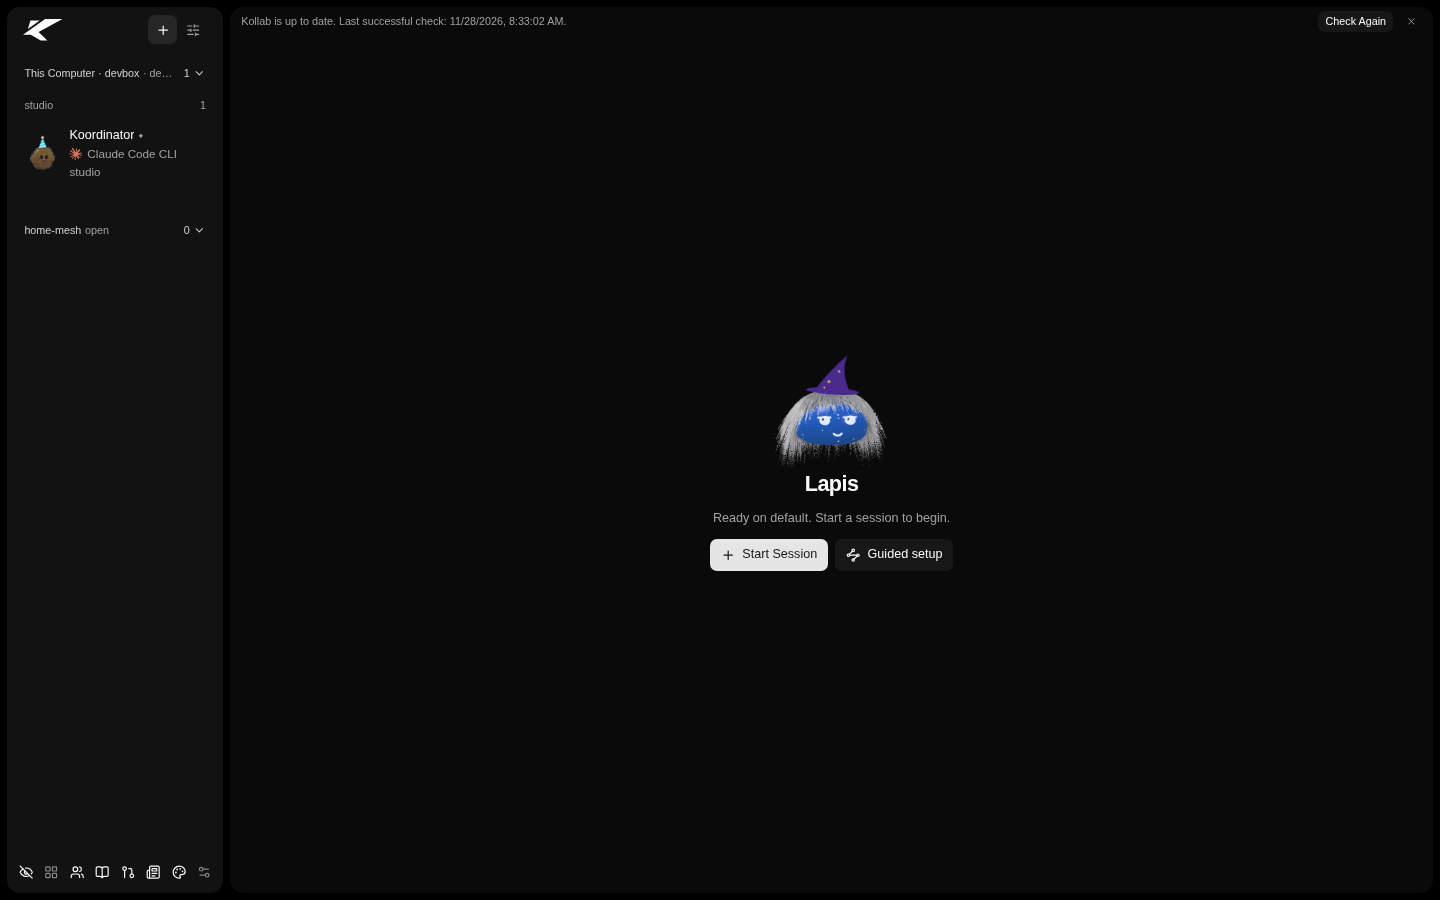 Kollab is up to date. Last successful check: 11/28/2026, 8:33:02 AM.
Check Again
This Computer · devbox · de… 1
studio 1
Koordinator
Claude Code CLI
studio
home-mesh open 0
Lapis
Ready on default. Start a session to begin.
Start Session
Guided setup